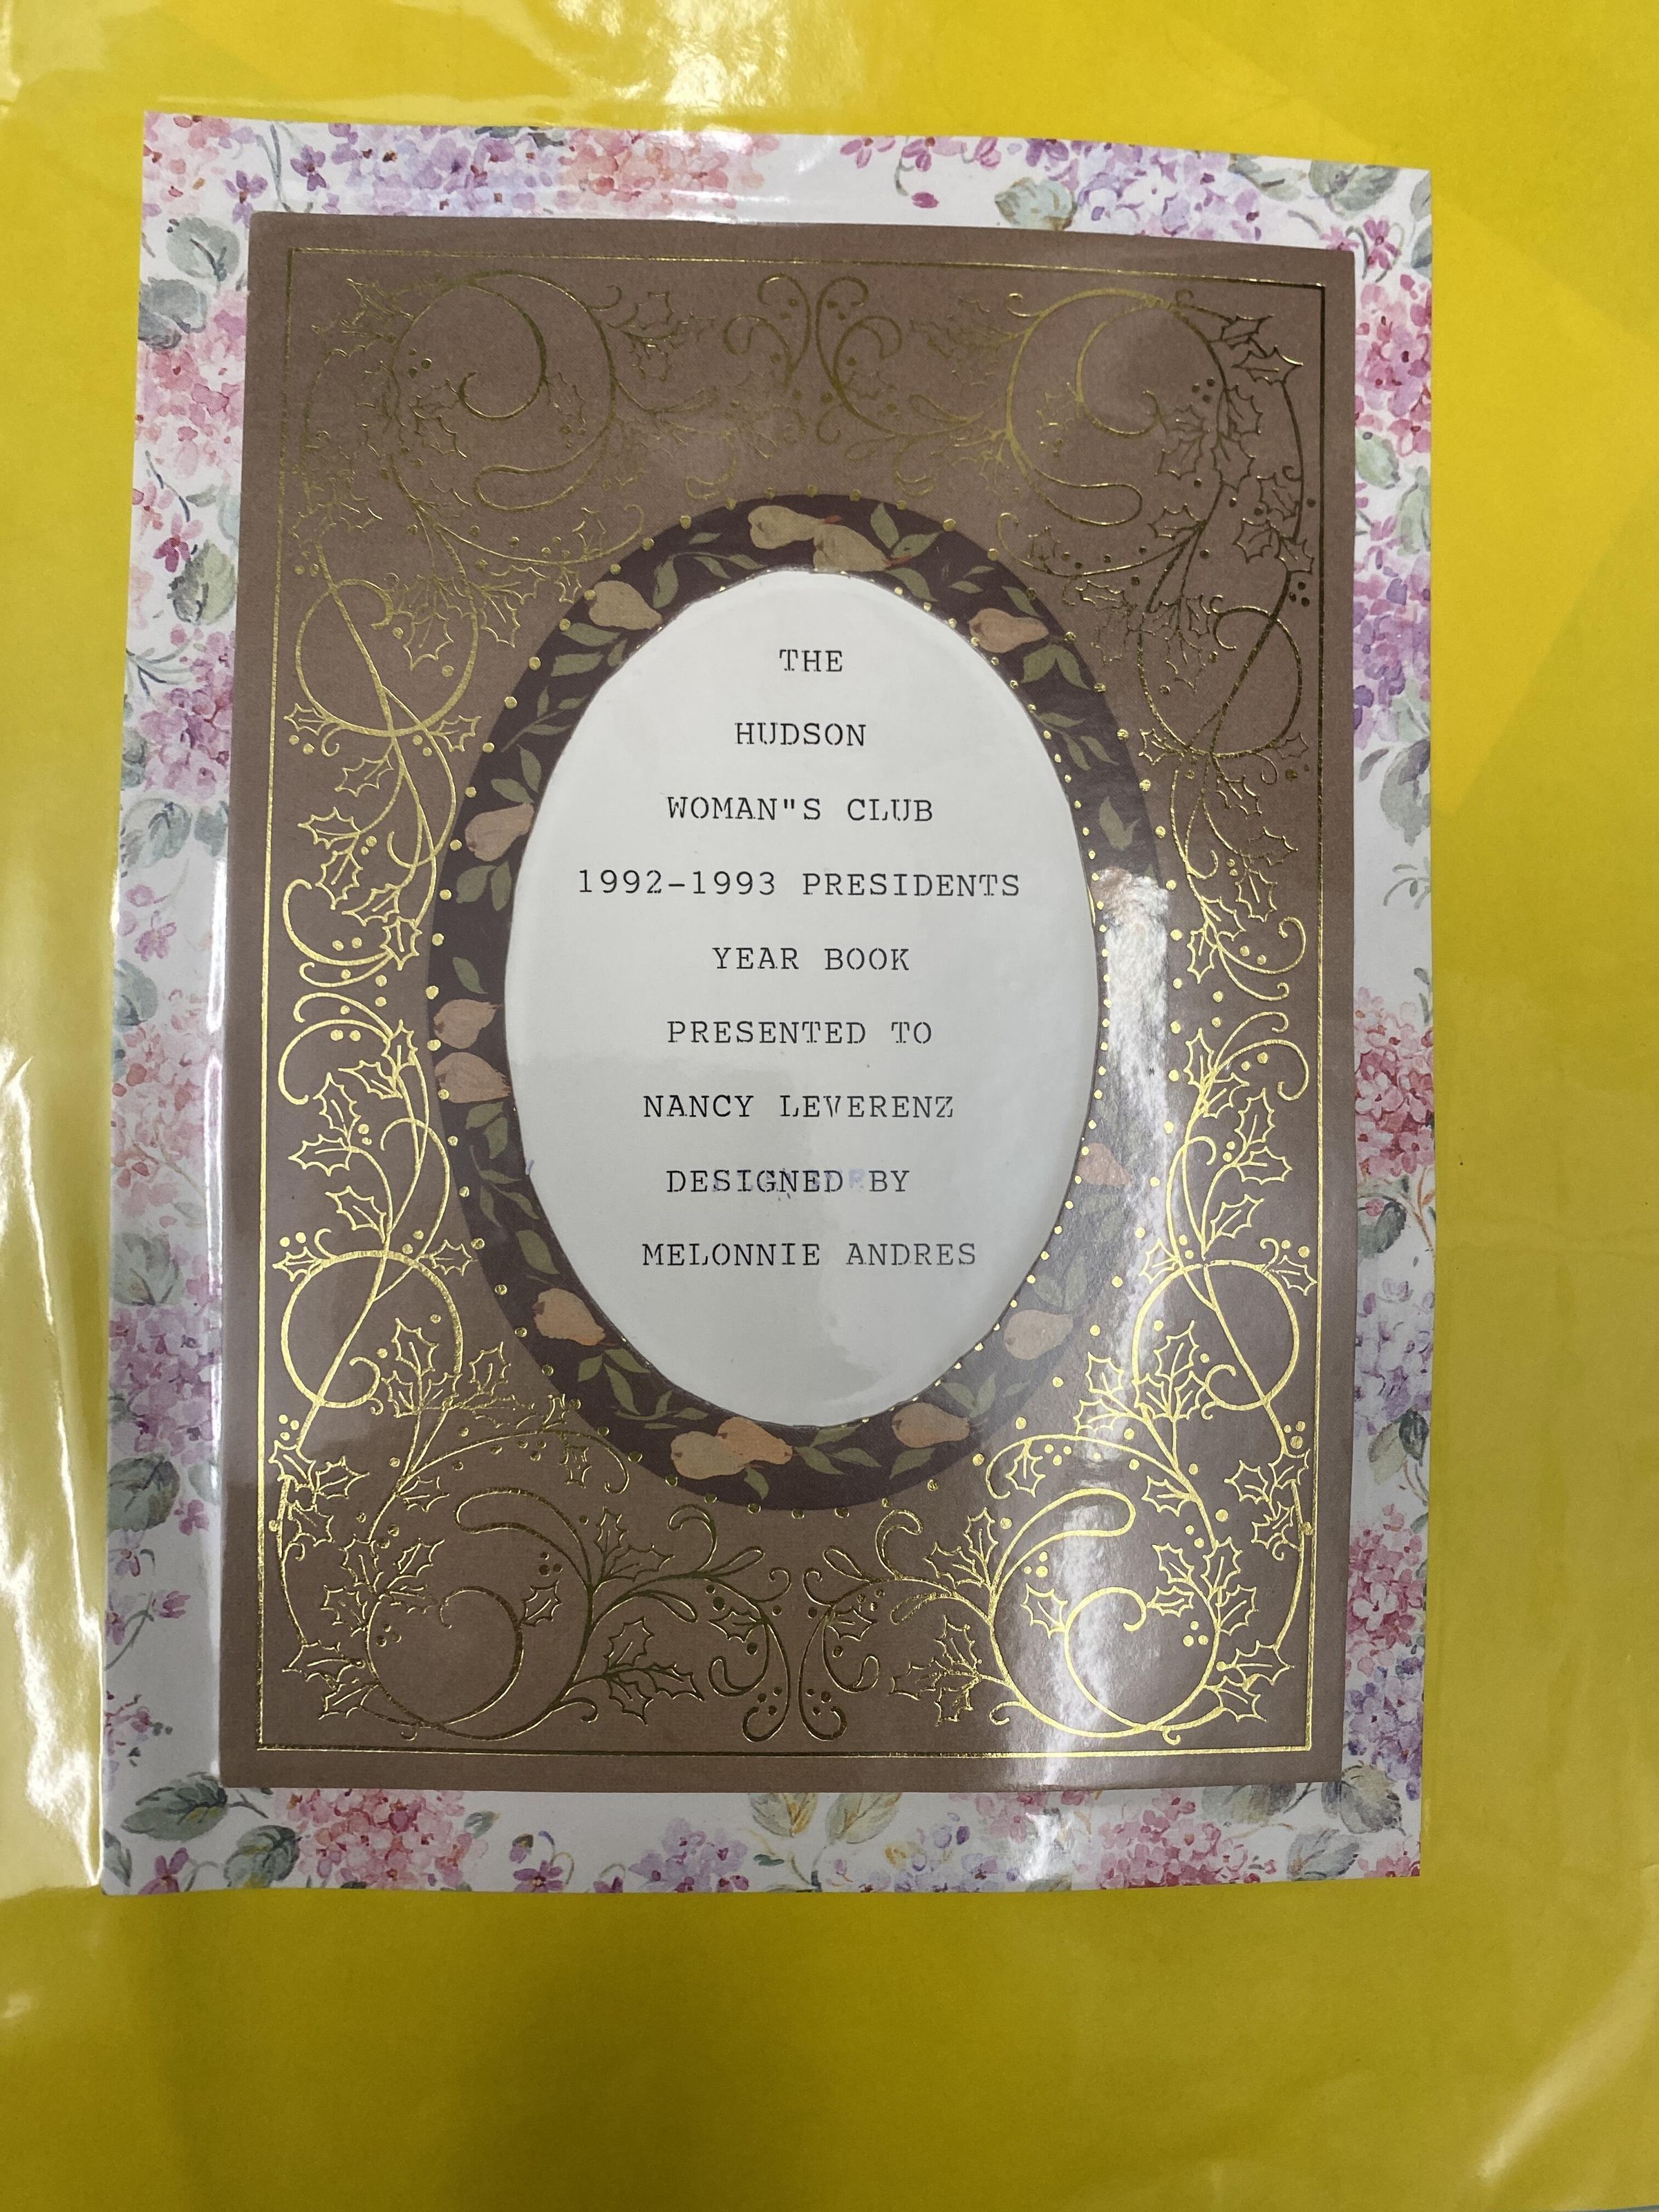 THE
HUDSON
WOMAN"S CLUB
1992-1993 PRESIDENTS
YEAR BOOK
PRESENTED TO
NANCY LEVERENZ
DESIGNED BY
MELONNIE ANDRES